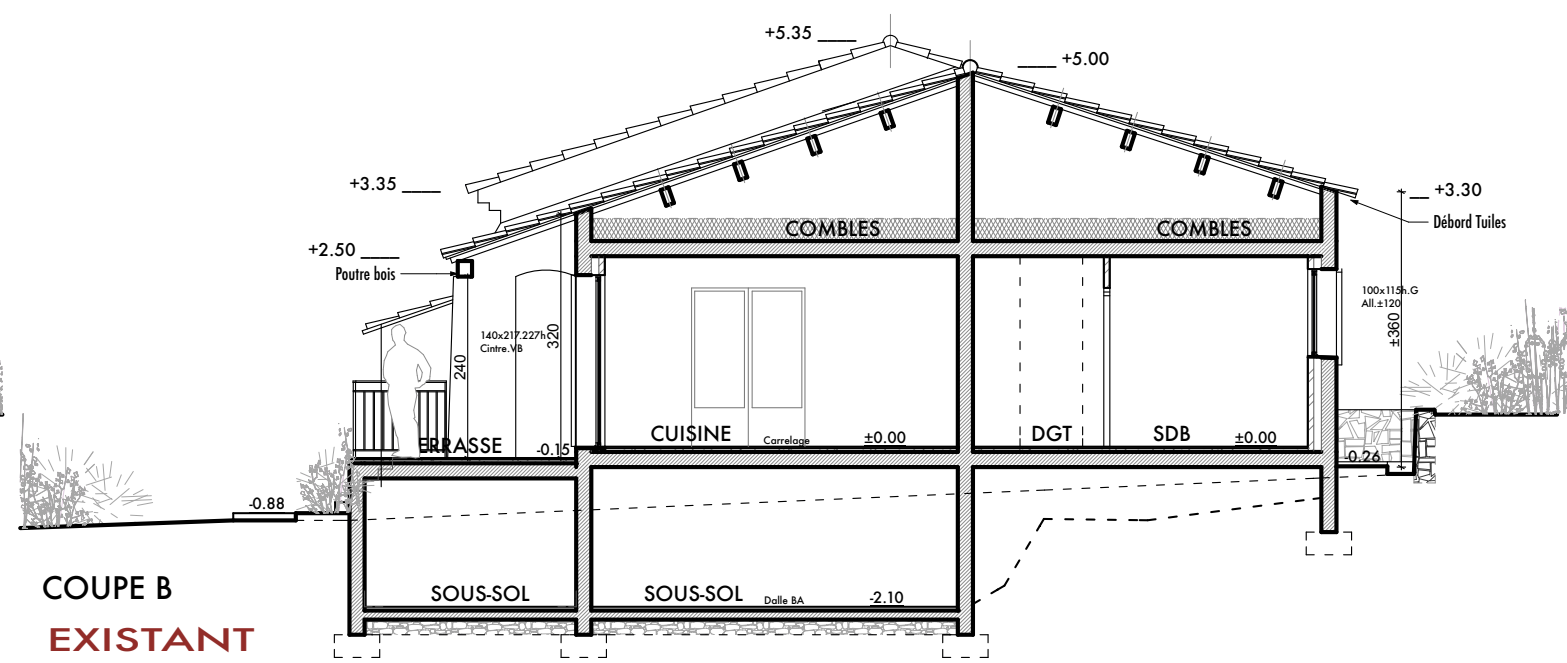 +5.35
+5.00
+3.35
+3.30
Débord Tuiles
COMBLES
COMBLES
+2.50
Poutre bois
100x115h.G
All.±120
140x217.227h
Cintre.VB
320
±360
240
CUISINE
Carrelage
±0.00
DGT
SDB
±0.00
ERRASSE
-0.15
-0.26
-0.88
SOUS-SOL
SOUS-SOL
Dalle BA
-2.10
COUPE B
EXISTANT